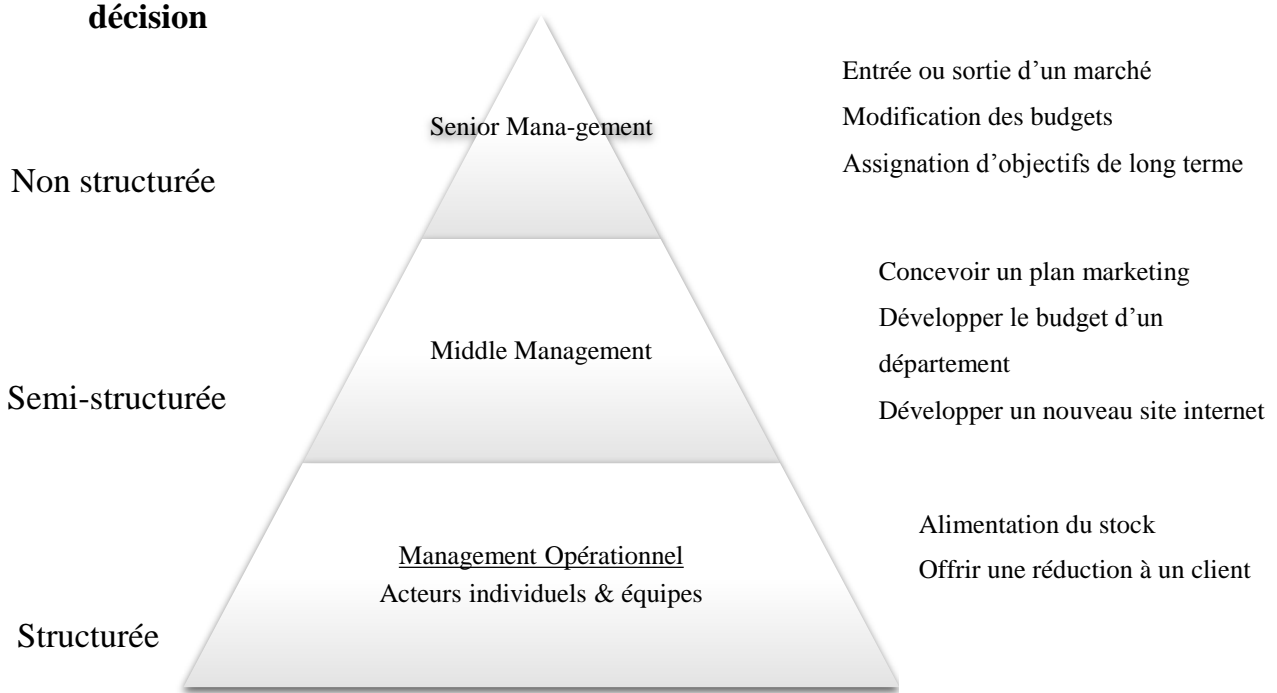 décision
Senior Mana-gement
Non structurée
Entrée ou sortie d’un marché
Modification des budgets
Assignation d’objectifs de long terme
Middle Management
Semi-structurée
Concevoir un plan marketing
Développer le budget d’un
département
Développer un nouveau site internet
Management Opérationnel
Acteurs individuels & équipes
Structurée
Alimentation du stock
Offrir une réduction à un client